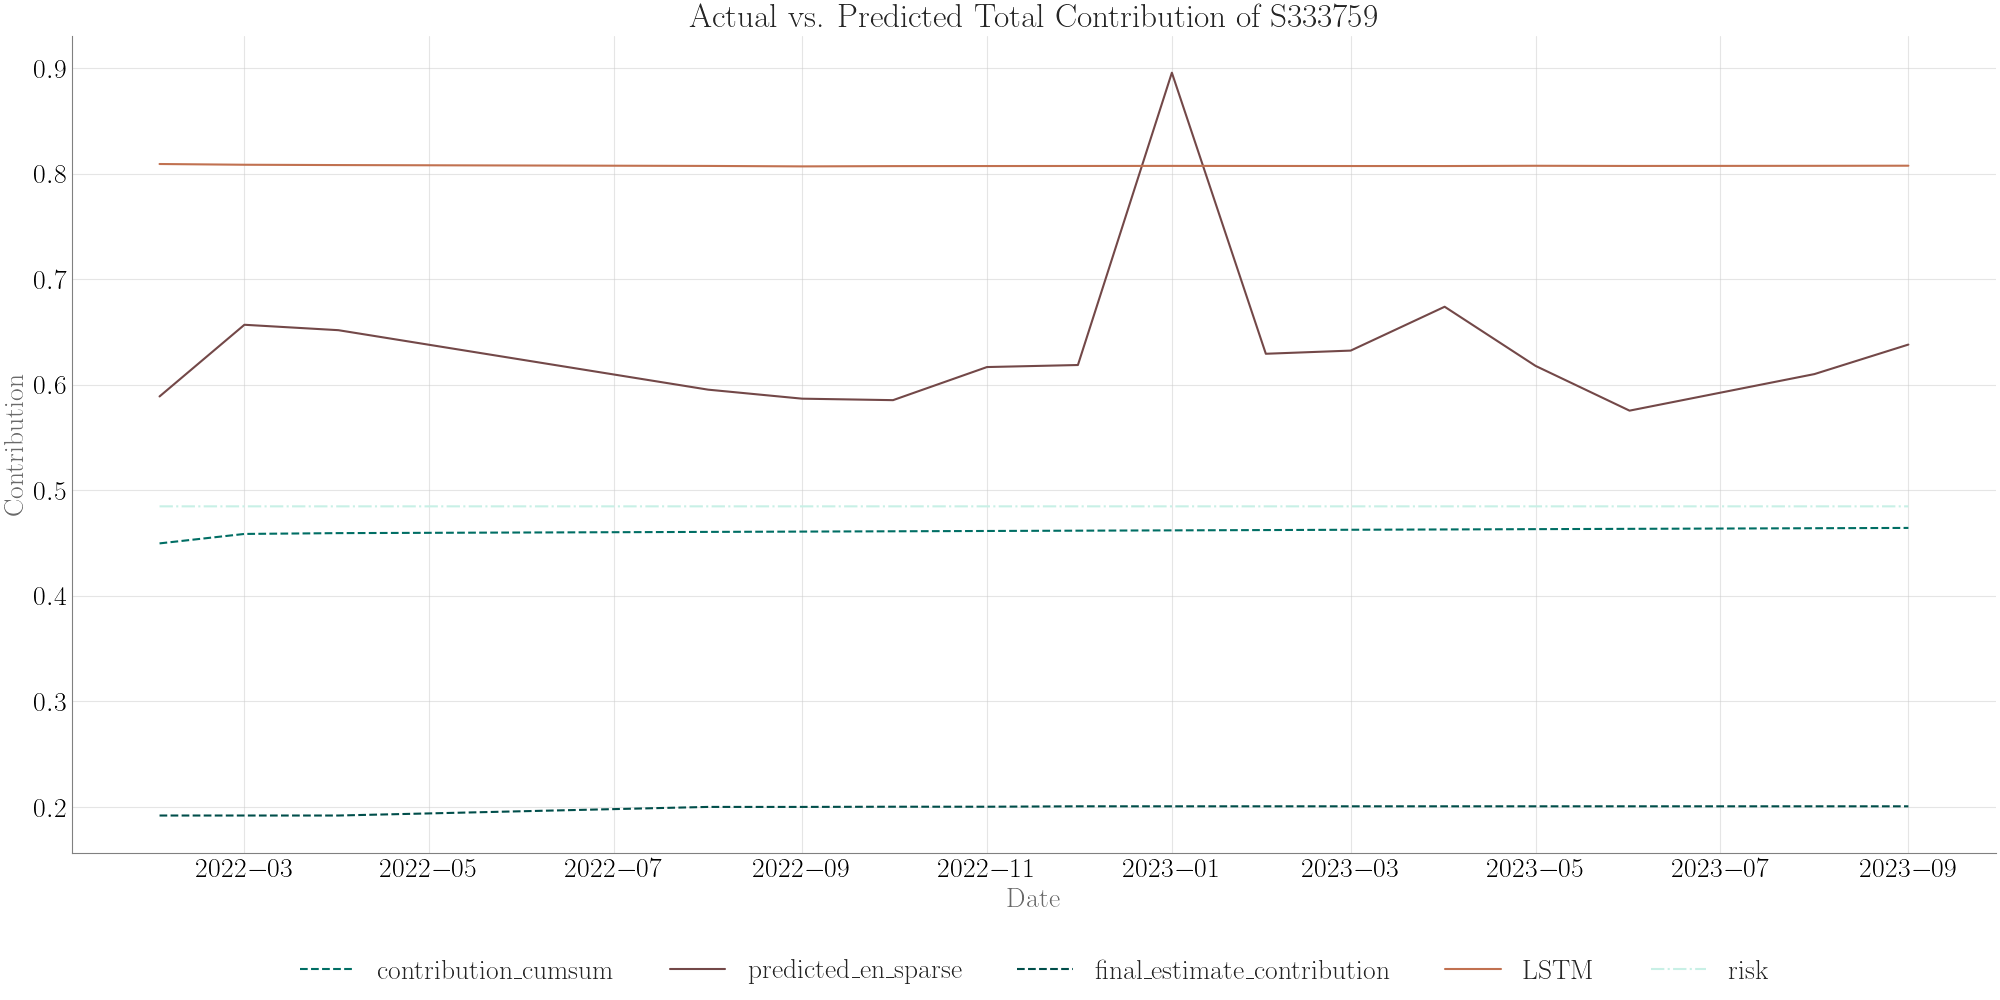 Actual vs. Predicted Total Contribution of S333759
0.9
0.8
0.7
0.6
0.5
0.4
0.3
0.2
Contribution
2022−03 2022−05 2022−07 2022−09 2022−11 2023−01 2023−03 2023−05 2023−07 2023−09
Date
contribution_cumsum predicted_en_sparse final_estimate_contribution LSTM risk